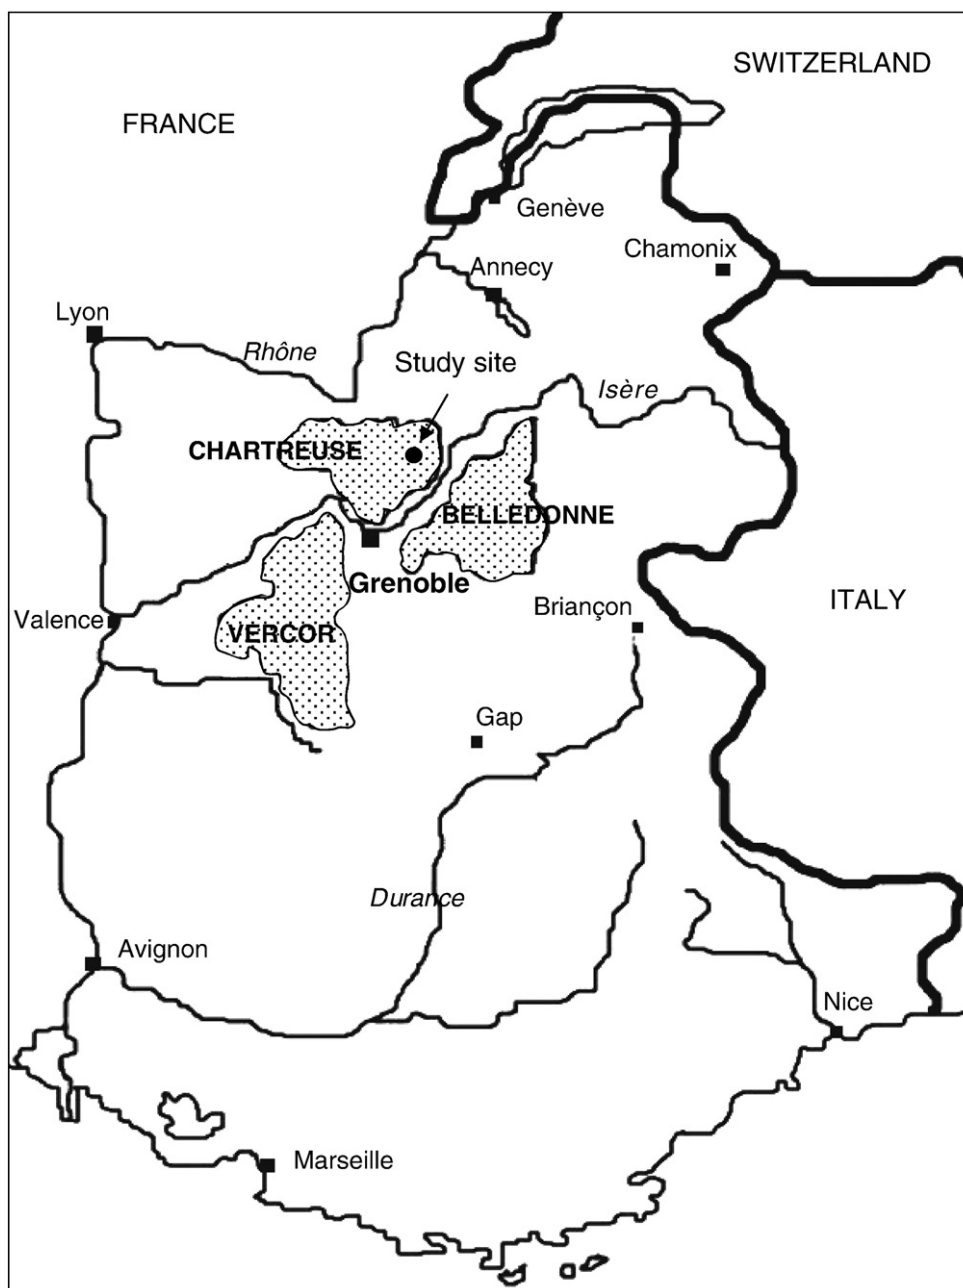 SWITZERLAND
FRANCE
Genève
Chamonix
Annecy
Lyon
Rhône
Study site
Isère
CHARTREUSE
BELLEDONNE
Grenoble
Briançon
ITALY
Valence
VERCOR
Gap
Durance
Avignon
Nice
Marseille